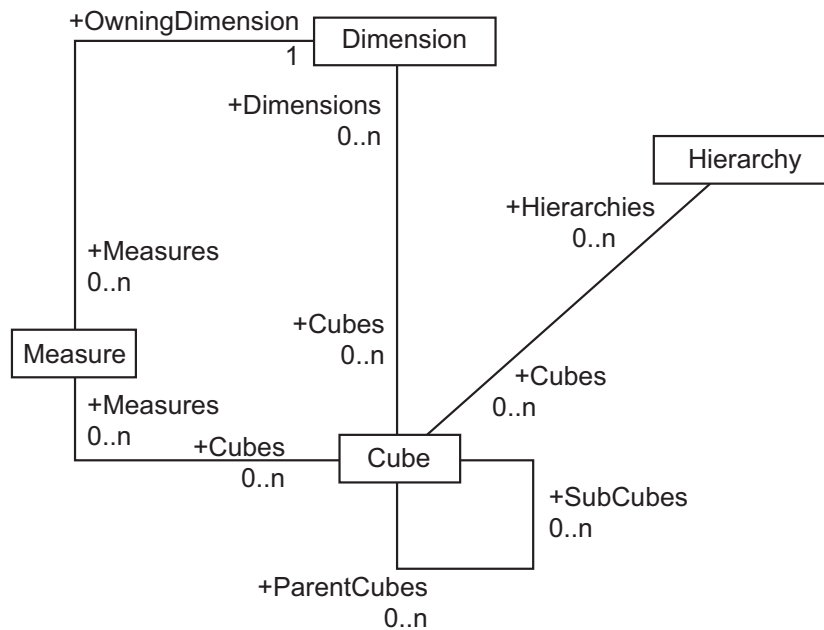 +OwningDimension
1
Dimension
+Dimensions
0..n
Hierarchy
+Hierarchies
0..n
+Measures
0..n
+Cubes
0..n
Measure
+Cubes
0..n
+Measures
0..n
+Cubes
0..n
Cube
+SubCubes
0..n
+ParentCubes
0..n